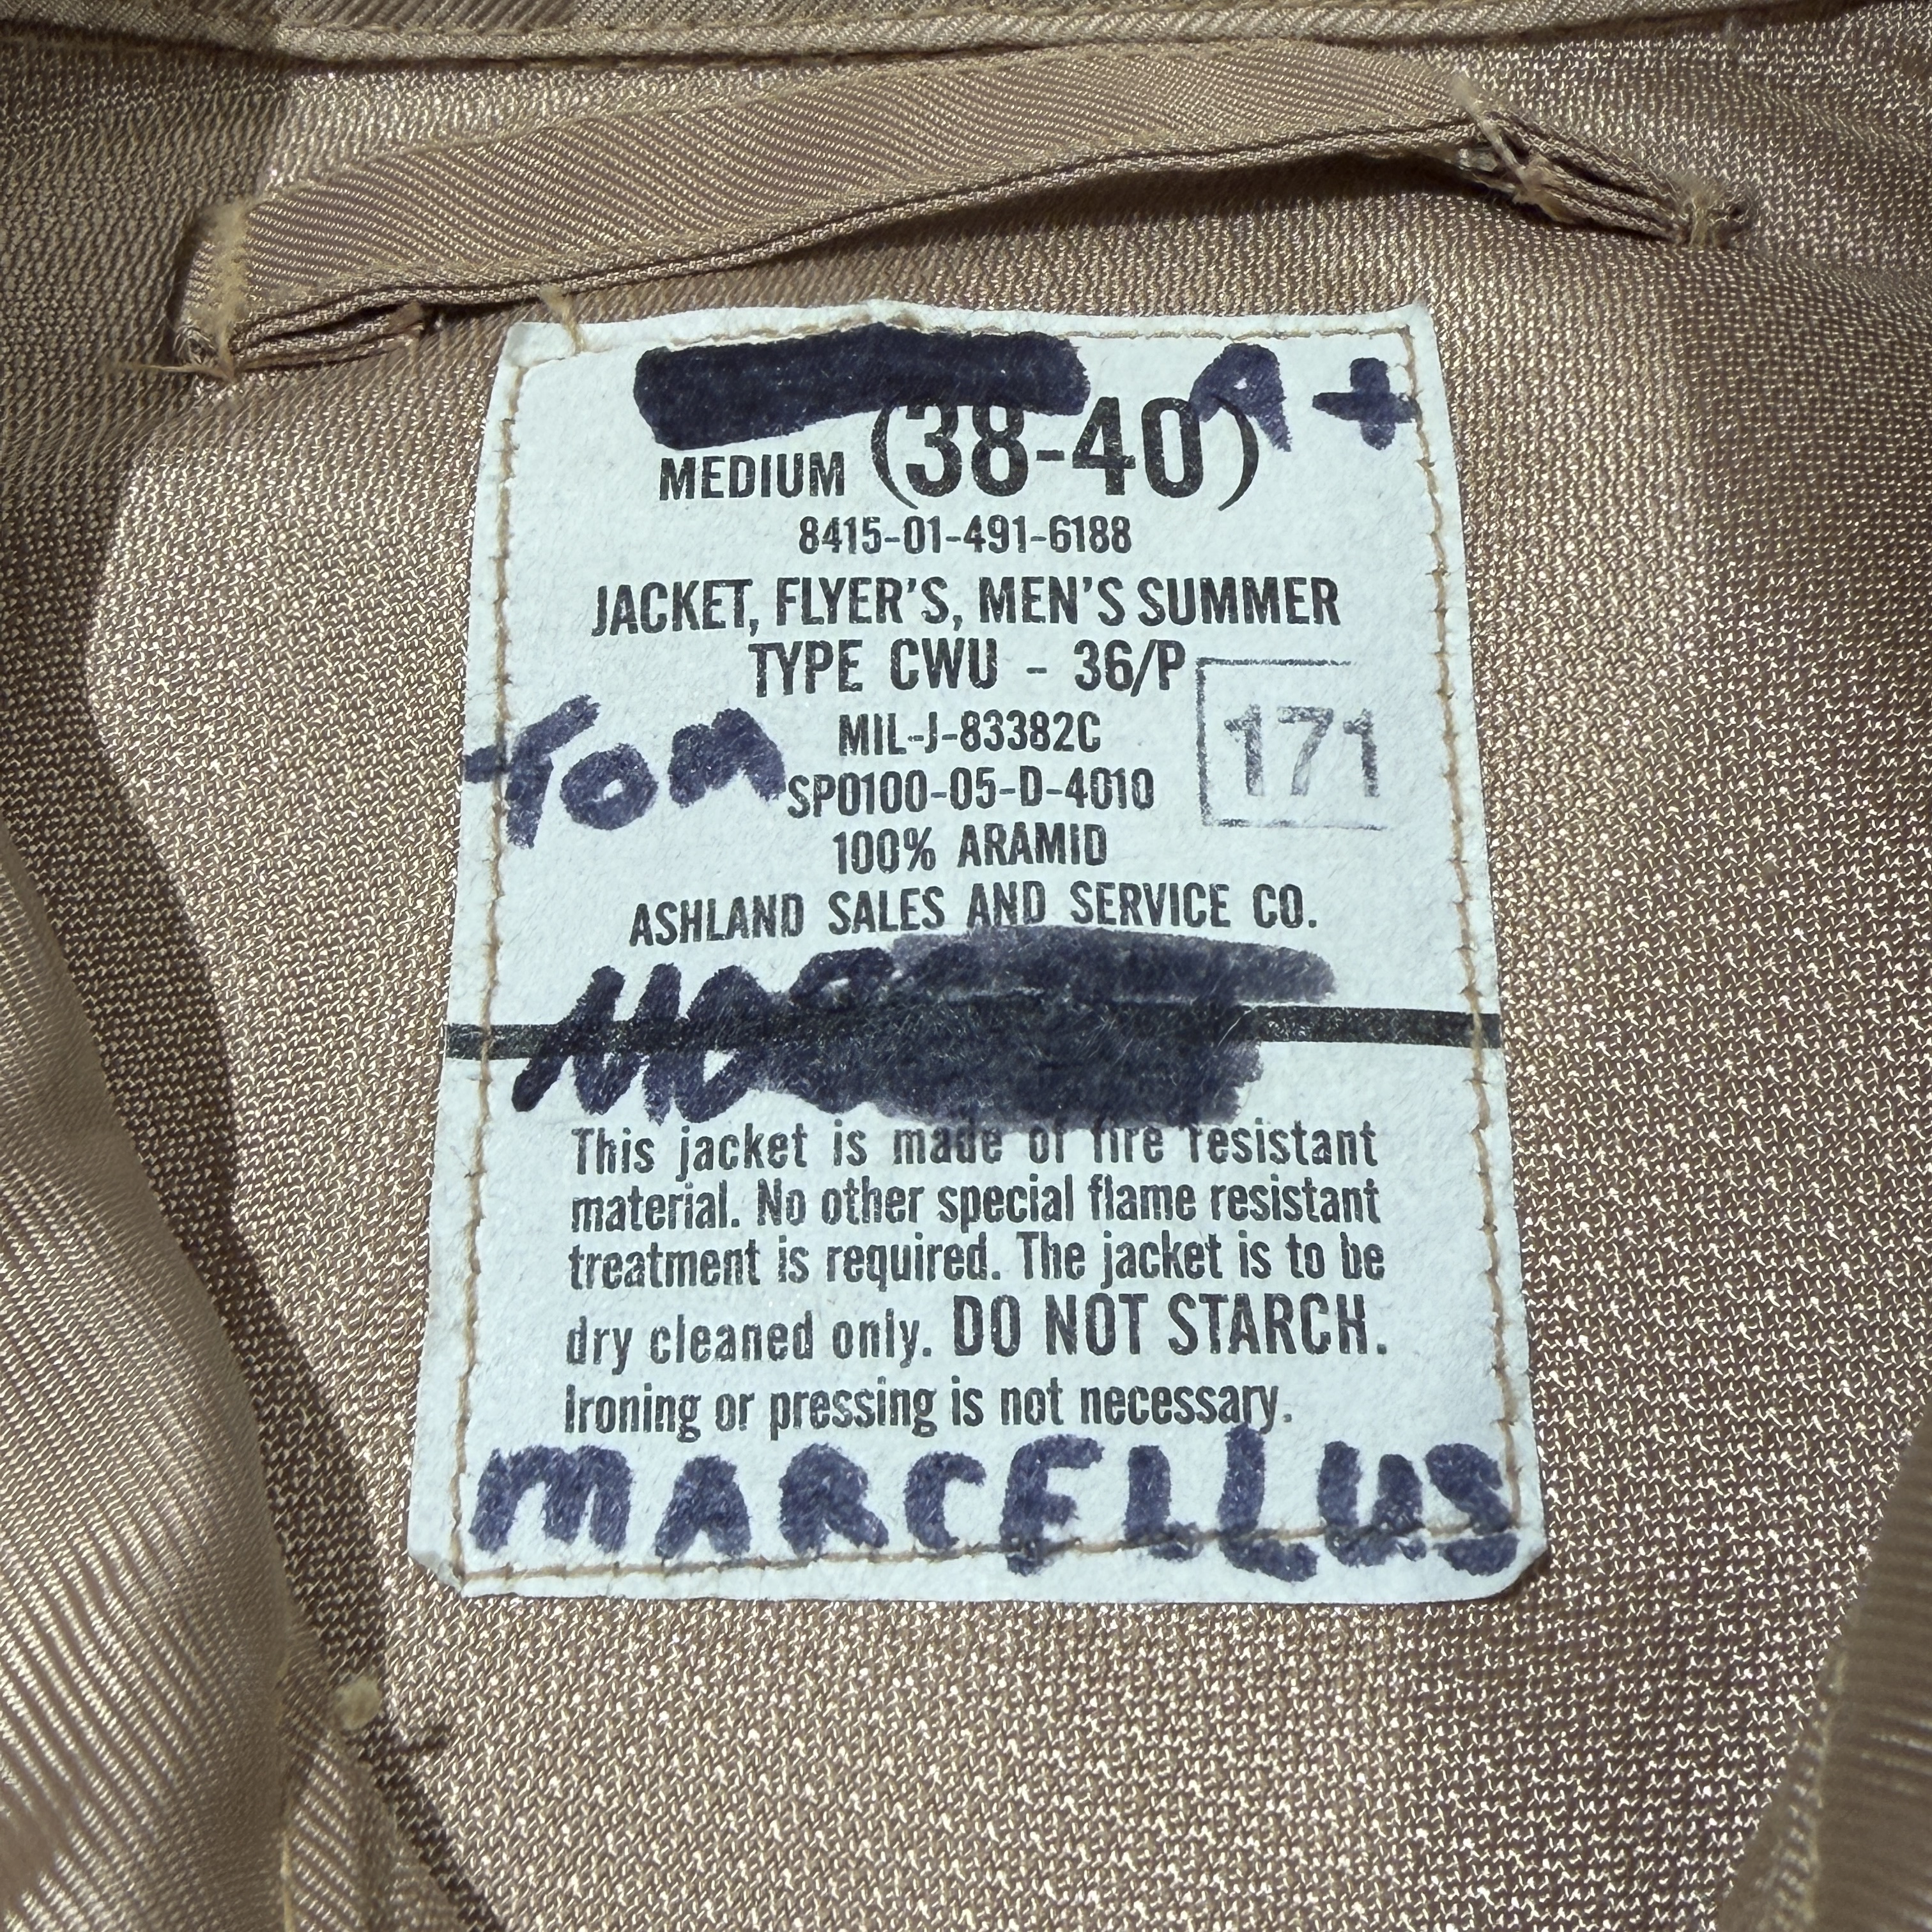 A+
MEDIUM (38-40)
8415-01-491-6188
JACKET, FLYER'S, MEN'S SUMMER
TYPE CWU - 36/P
171
TOM
MIL-J-83382C
SP0100-05-D-4010
100% ARAMID
ASHLAND SALES AND SERVICE CO.
This jacket is made of fire resistant
material. No other special flame resistant
treatment is required. The jacket is to be
dry cleaned only. DO NOT STARCH.
Ironing or pressing is not necessary.
MARCELLUS